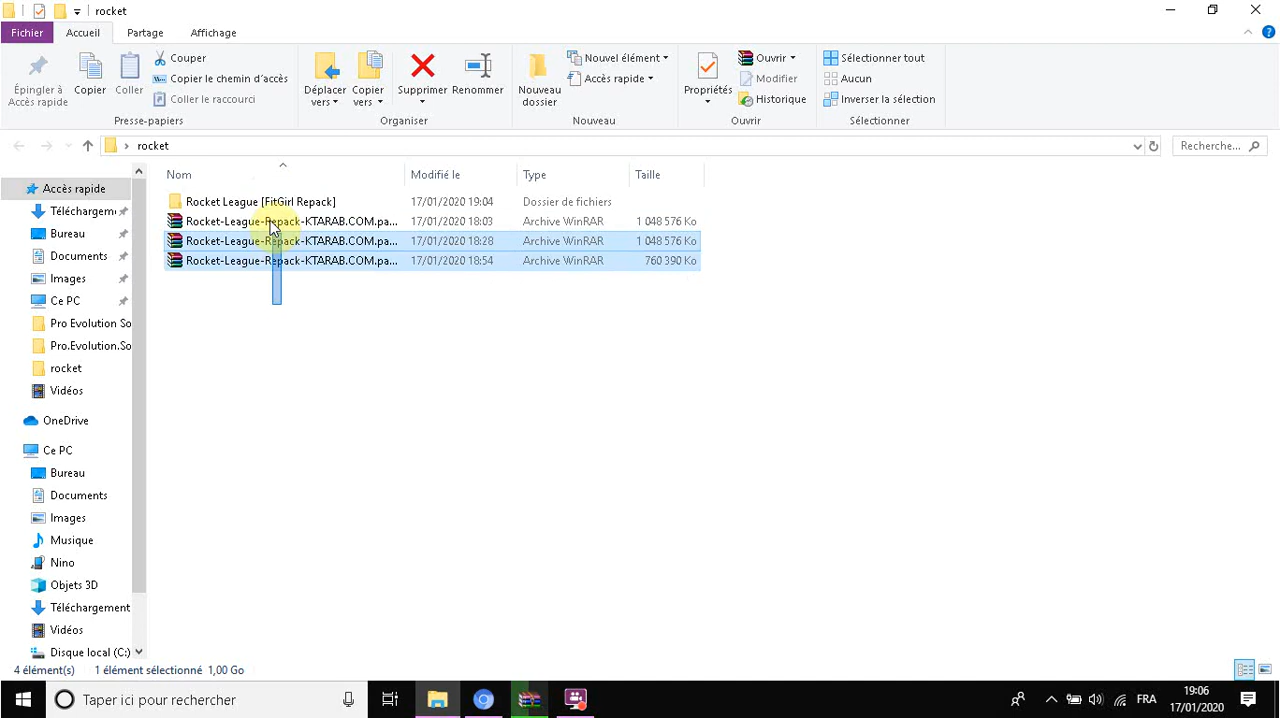 rocket
Fichier Accueil Partage Affichage
Épingler à Accès rapide
Copier
Coller
Couper
Copier le chemin d'accès
Coller le raccourci
Presse-papiers
Déplacer vers
Copier vers
Supprimer
Renommer
Organiser
Nouveau dossier
Nouvel élément
Accès rapide
Nouveau
Propriétés
Ouvrir
Modifier
Historique
Ouvrir
Sélectionner tout
Aucun
Inverser la sélection
Sélectionner
rocket
Recherche...
Nom Modifié le Type Taille
Rocket League [FitGirl Repack] 17/01/2020 19:04 Dossier de fichiers
Rocket-League-Repack-KTARAB.COM.pa... 17/01/2020 18:03 Archive WinRAR 1 048 576 Ko
Rocket-League-Repack-KTARAB.COM.pa... 17/01/2020 18:28 Archive WinRAR 1 048 576 Ko
Rocket-League-Repack-KTARAB.COM.pa... 17/01/2020 18:54 Archive WinRAR 760 390 Ko
Accès rapide
Téléchargem
Bureau
Documents
Images
Ce PC
Pro Evolution So
Pro.Evolution.So
rocket
Vidéos
OneDrive
Ce PC
Bureau
Documents
Images
Musique
Nino
Objets 3D
Téléchargement
Vidéos
Disque local (C:)
4 élément(s) 1 élément sélectionné 1,00 Go
Taper ici pour rechercher
FRA
19:06
17/01/2020